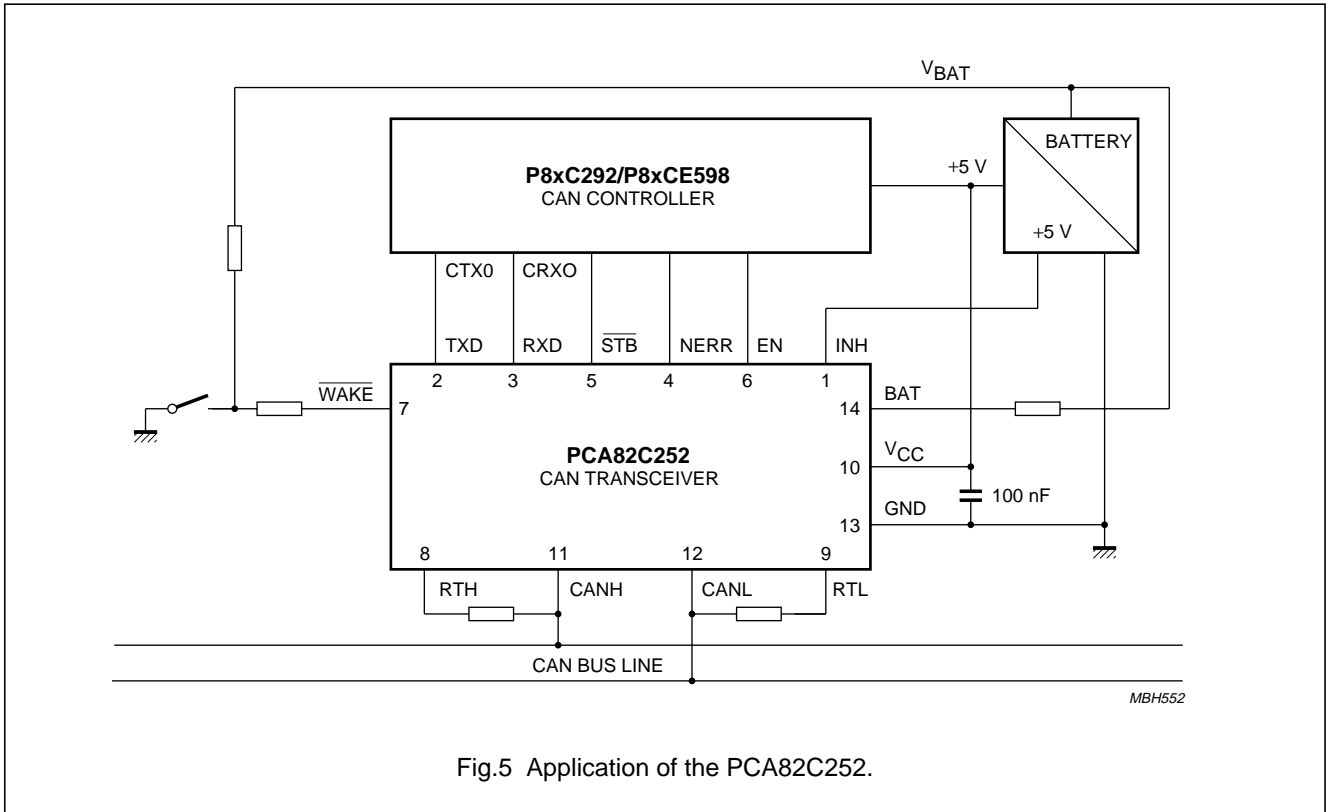 VBAT
BATTERY
+5 V
+5 V
P8xC292/P8xCE598
CAN CONTROLLER
CTX0 CRXO
TXD RXD STB NERR EN INH
2 3 5 4 6 1
WAKE
7
BAT
14
PCA82C252
CAN TRANSCEIVER
VCC
10
100 nF
GND
13
8 11 12 9
RTH CANH CANL RTL
CAN BUS LINE
MBH552
Fig.5 Application of the PCA82C252.